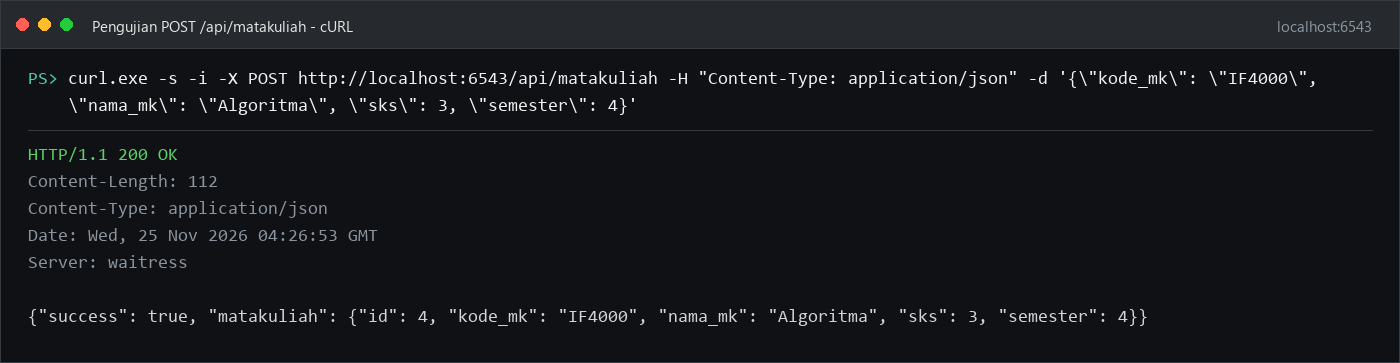 Pengujian POST /api/matakuliah - cURL
localhost:6543
PS> curl.exe -s -i -X POST http://localhost:6543/api/matakuliah -H "Content-Type: application/json" -d '{\"kode_mk\": \"IF4000\",
\"nama_mk\": \"Algoritma\", \"sks\": 3, \"semester\": 4}'
HTTP/1.1 200 OK
Content-Length: 112
Content-Type: application/json
Date: Wed, 25 Nov 2026 04:26:53 GMT
Server: waitress
{"success": true, "matakuliah": {"id": 4, "kode_mk": "IF4000", "nama_mk": "Algoritma", "sks": 3, "semester": 4}}